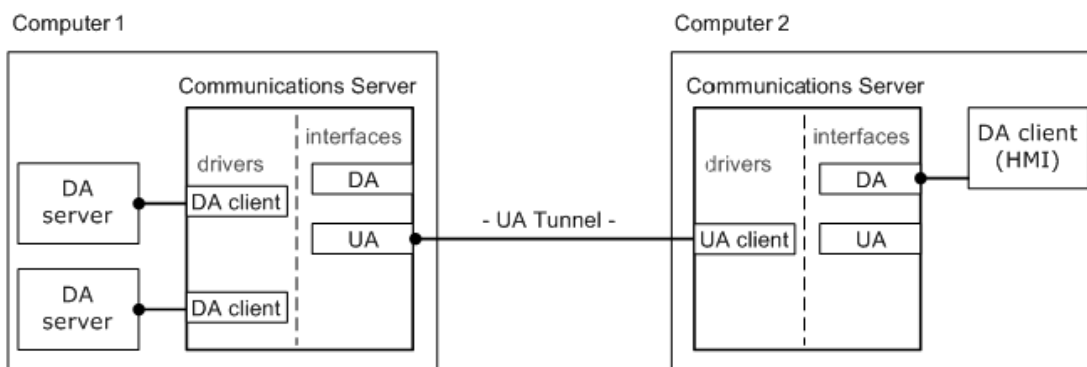 Computer 1
Communications Server
drivers
interfaces
DA
server
DA client
DA
UA
DA
server
DA client
- UA Tunnel -
Computer 2
Communications Server
drivers
interfaces
UA client
DA
UA
DA client
(HMI)